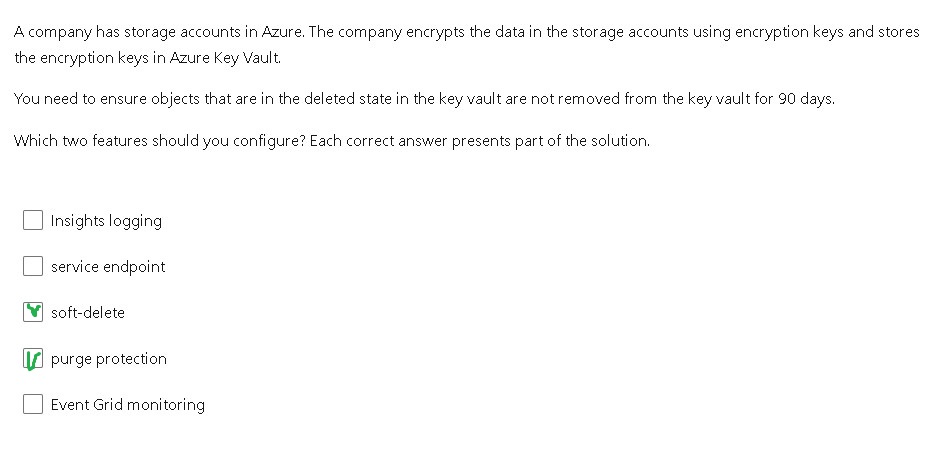 A company has storage accounts in Azure. The company encrypts the data in the storage accounts using encryption keys and stores
the encryption keys in Azure Key Vault.
You need to ensure objects that are in the deleted state in the key vault are not removed from the key vault for 90 days.
Which two features should you configure? Each correct answer presents part of the solution.
Insights logging
service endpoint
soft-delete
purge protection
Event Grid monitoring